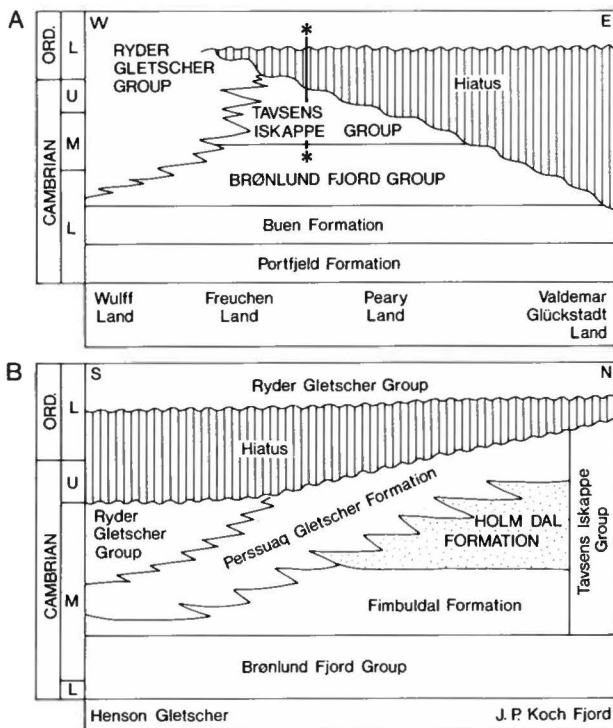 A
W
E
ORD.
L
RYDER
GLETSCHER
GROUP
*
Hiatus
U
TAVSENS
ISKAPPE GROUP
CAMBRIAN
M
*
BRØNLUND FJORD GROUP
L
Buen Formation
Portfjeld Formation
Wulff
Land
Freuchen
Land
Peary
Land
Valdemar
Glückstadt
Land
B
S
N
ORD.
L
Ryder Gletscher Group
Hiatus
U
Ryder
Gletscher
Group
Perssuaq Gletscher Formation
HOLM DAL
FORMATION
Tavsens Iskappe
Group
CAMBRIAN
M
Fimbuldal Formation
Brønlund Fjord Group
L
Henson Gletscher
J. P. Koch Fjord